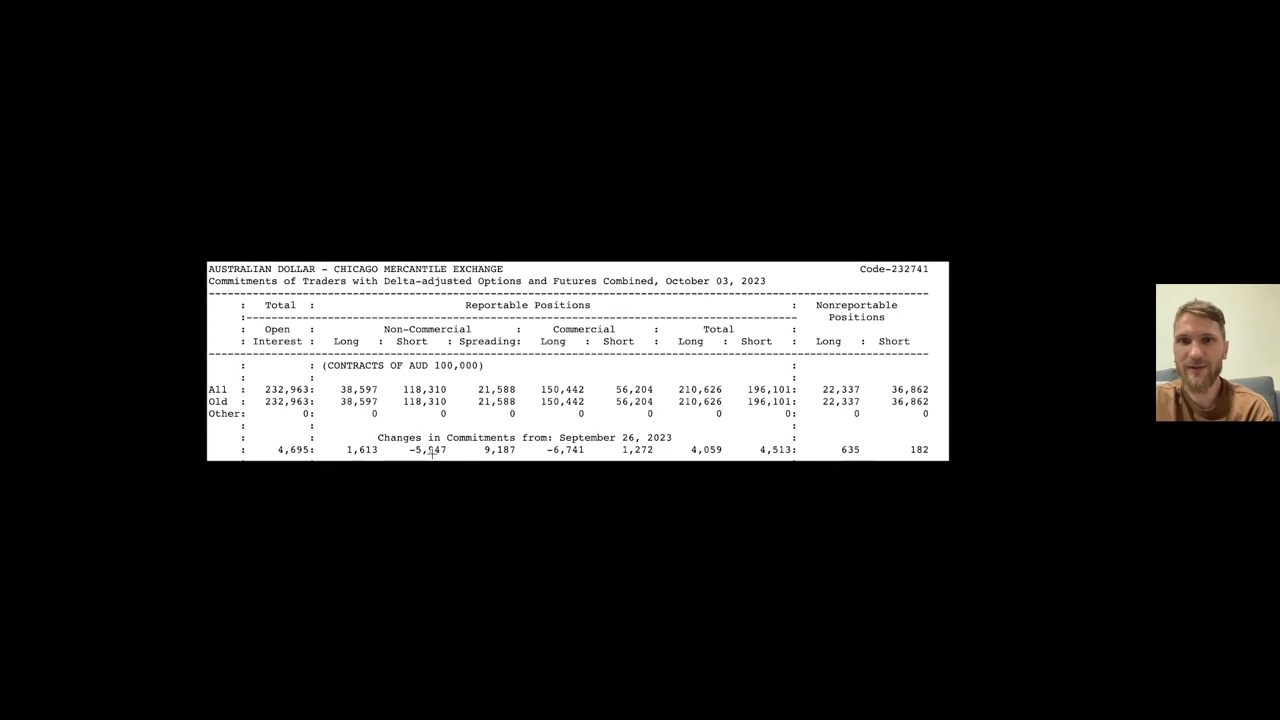 AUSTRALIAN DOLLAR - CHICAGO MERCANTILE EXCHANGE Code-232741
Commitments of Traders with Delta-adjusted Options and Futures Combined, October 03, 2023
: Total : Reportable Positions : Nonreportable
Positions
: Open : Non-Commercial : Commercial : Total :
: Interest : Long : Short : Spreading: Long : Short : Long : Short : Long : Short
: : (CONTRACTS OF AUD 100,000) :
: : :
All : 232,963: 38,597 118,310 21,588 150,442 56,204 210,626 196,101: 22,337 36,862
Old : 232,963: 38,597 118,310 21,588 150,442 56,204 210,626 196,101: 22,337 36,862
Other: 0: 0 0 0 0 0 0 0: 0 0
: : :
: : Changes in Commitments from: September 26, 2023 :
: 4,695: 1,613 -5,947 9,187 -6,741 1,272 4,059 4,513: 635 182